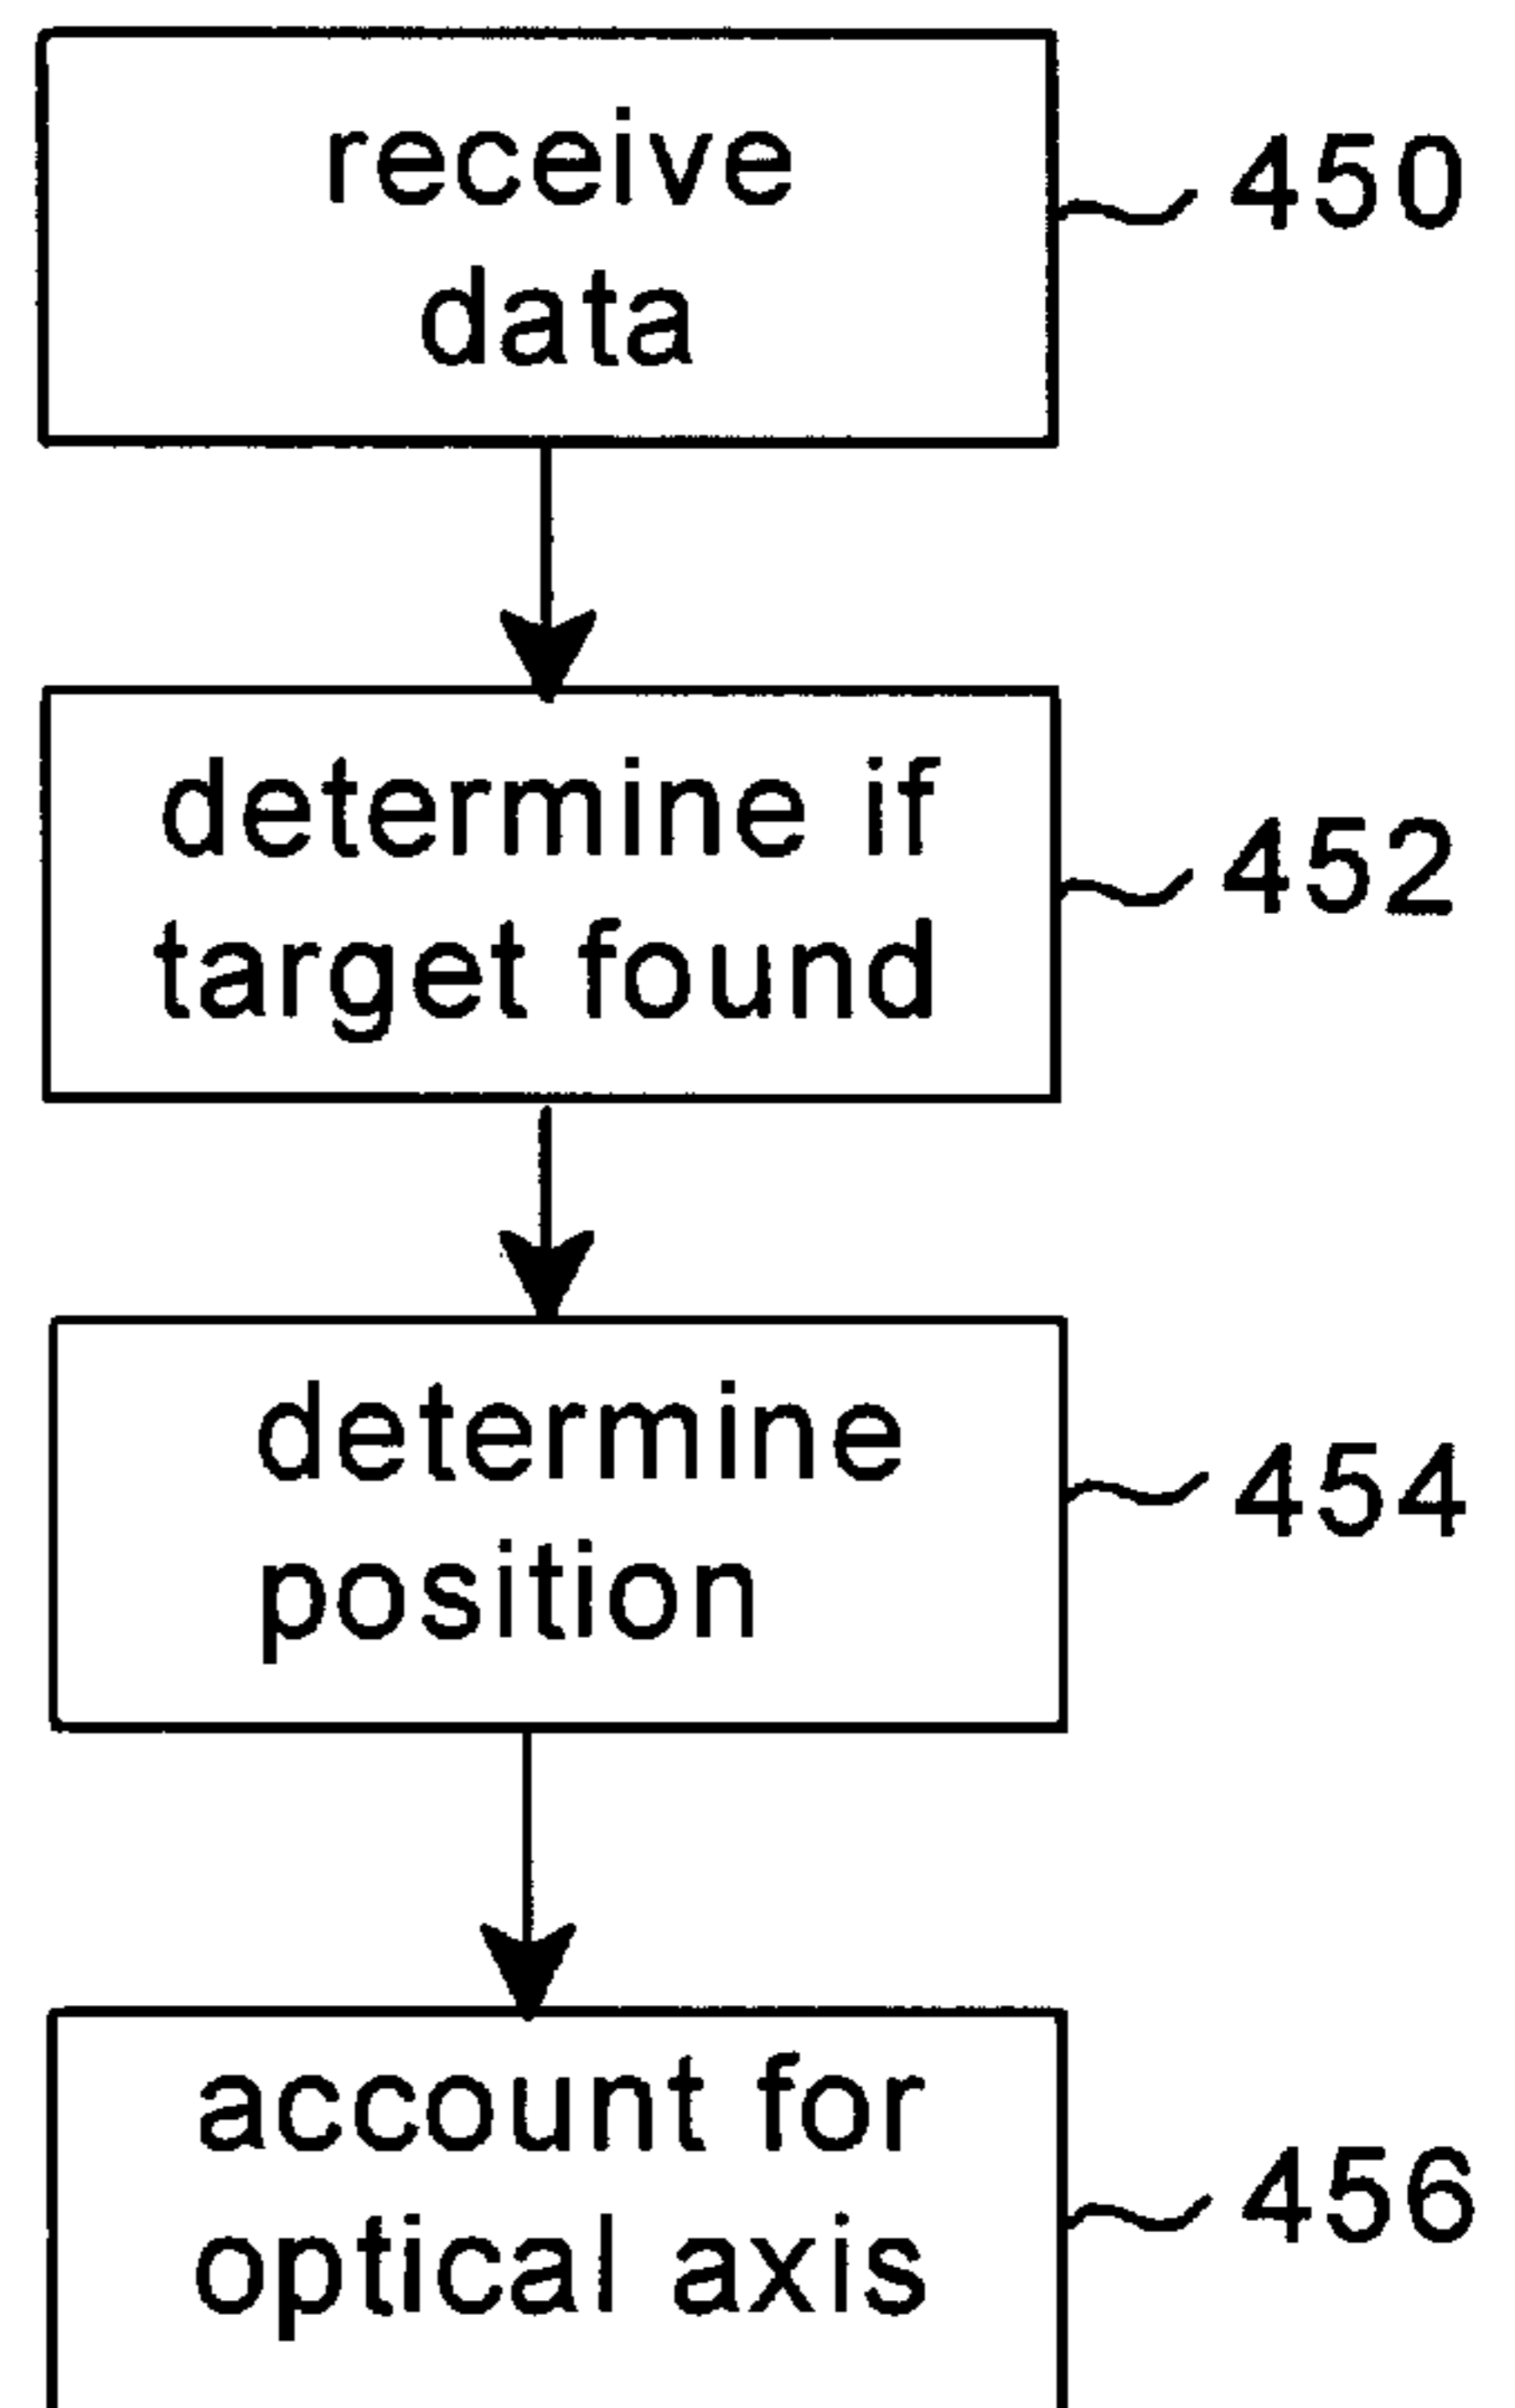 receive
data
450
determine if
target found
452
determine
position
454
account for
optical axis
456